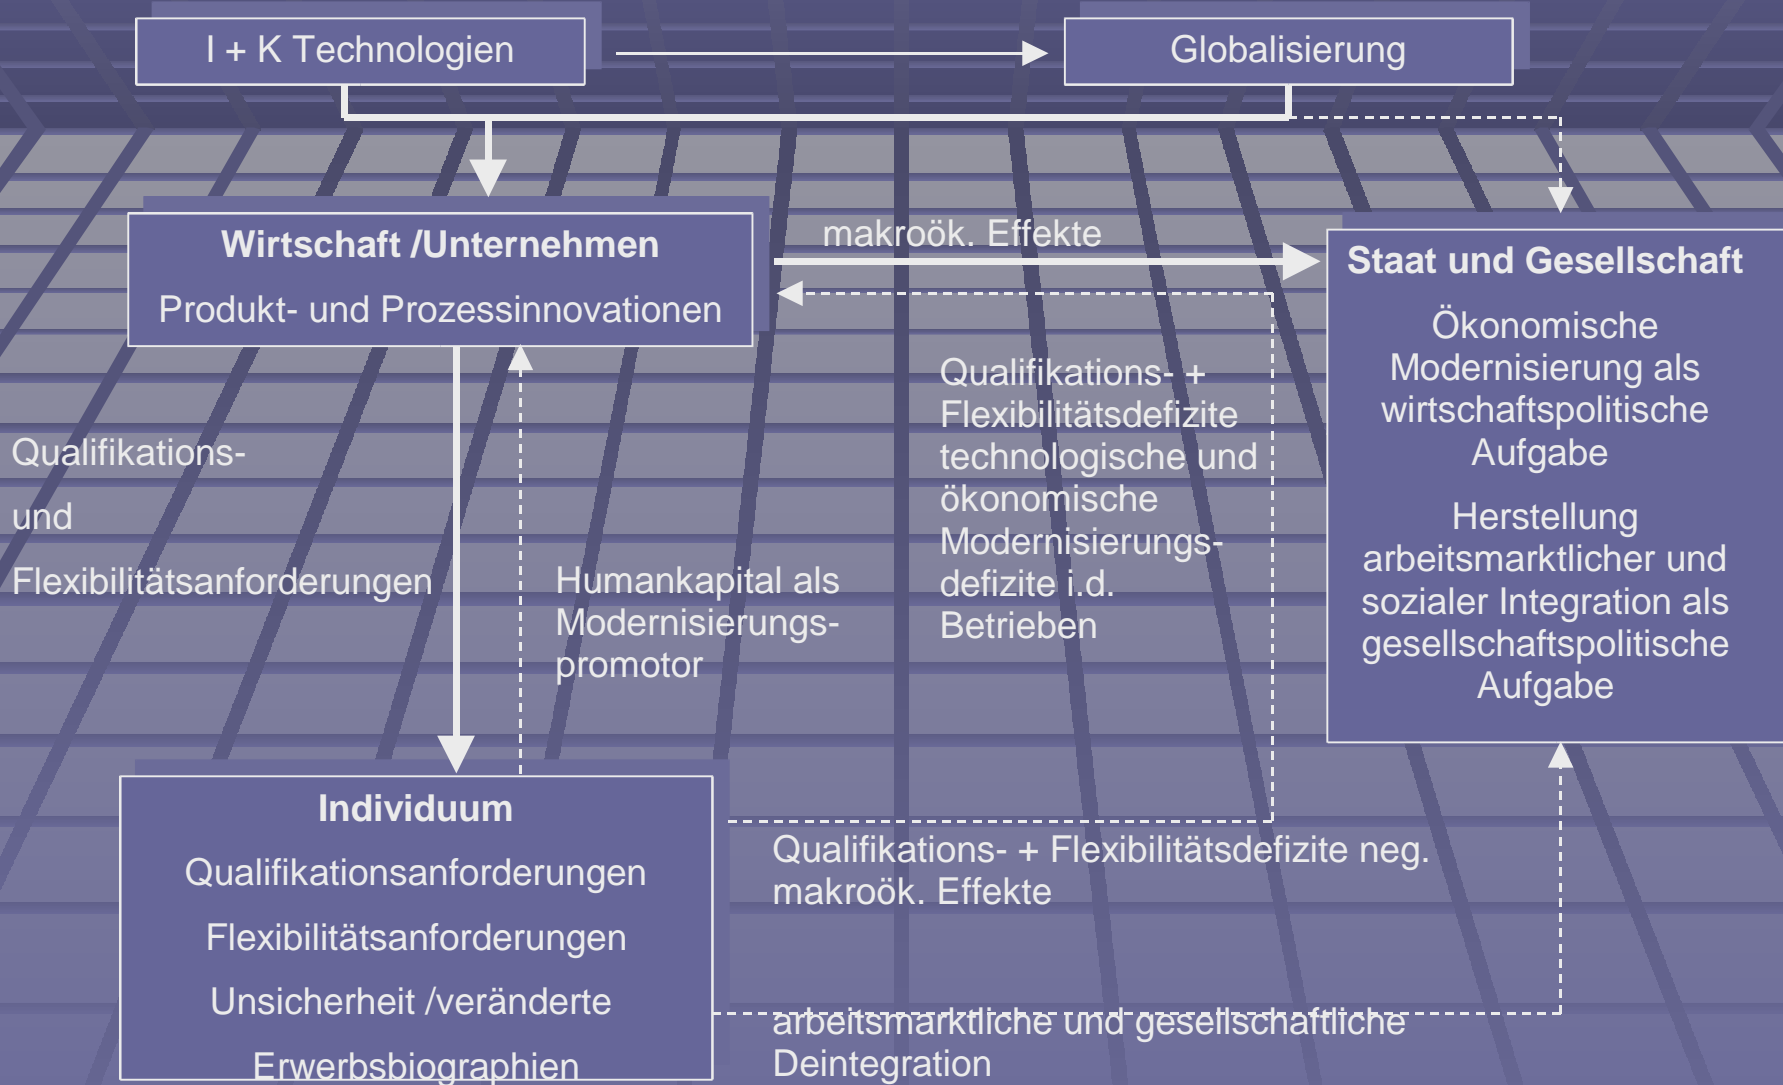 I + K Technologien
Globalisierung
Wirtschaft /Unternehmen
Produkt- und Prozessinnovationen
makroök. Effekte
Staat und Gesellschaft
Ökonomische
Modernisierung als
wirtschaftspolitische
Aufgabe
Herstellung
arbeitsmarktlicher und
sozialer Integration als
gesellschaftspolitische
Aufgabe
Qualifikations- +
Flexibilitätsdefizite
technologische und
ökonomische
Modernisierungs-
defizite i.d.
Betrieben
Qualifikations-
und
Flexibilitätsanforderungen
Humankapital als
Modernisierungs-
promotor
Individuum
Qualifikationsanforderungen
Flexibilitätsanforderungen
Unsicherheit /veränderte
Erwerbsbiographien
Qualifikations- + Flexibilitätsdefizite neg.
makroök. Effekte
arbeitsmarktliche und gesellschaftliche
Deintegration